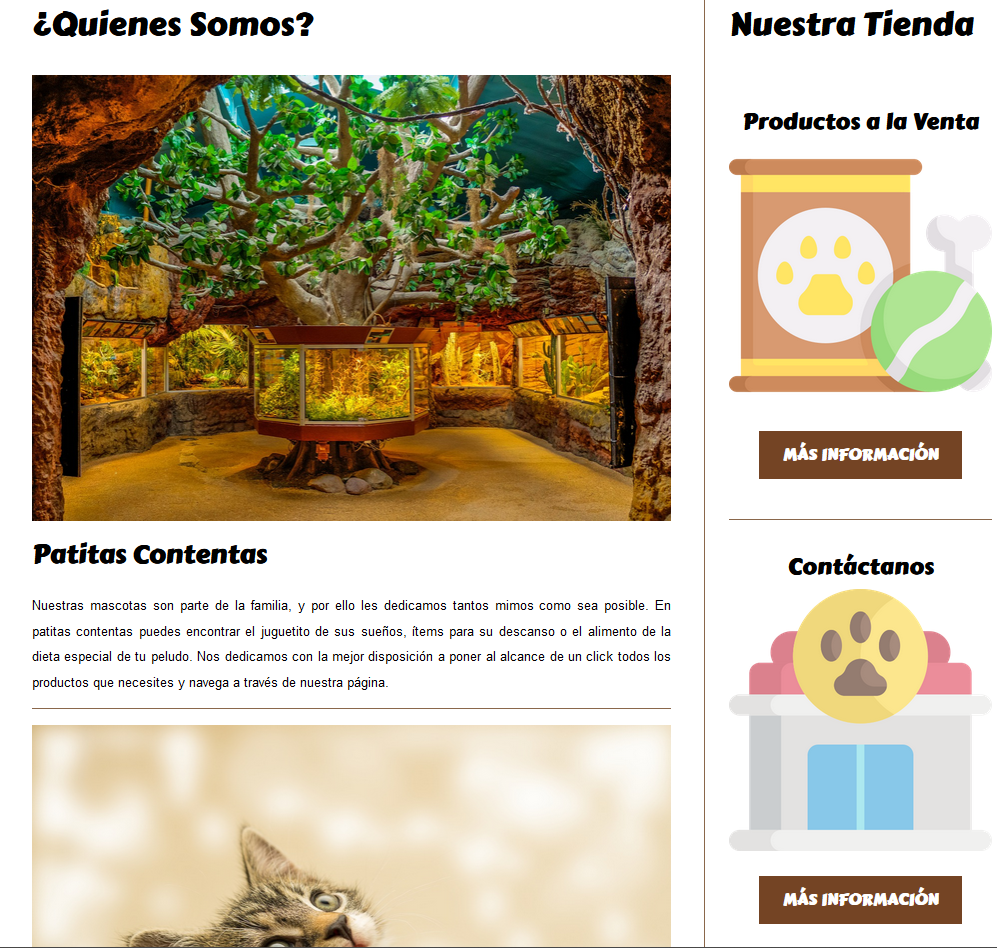 ¿Quienes Somos?
Patitas Contentas
Nuestras mascotas son parte de la familia, y por ello les dedicamos tantos mimos como sea posible. En
patitas contentas puedes encontrar el juguetito de sus sueños, ítems para su descanso o el alimento de la
dieta especial de tu peludo. Nos dedicamos con la mejor disposición a poner al alcance de un click todos los
productos que necesites y navega a través de nuestra página.
Nuestra Tienda
Productos a la Venta
MÁS INFORMACIÓN
Contáctanos
MÁS INFORMACIÓN